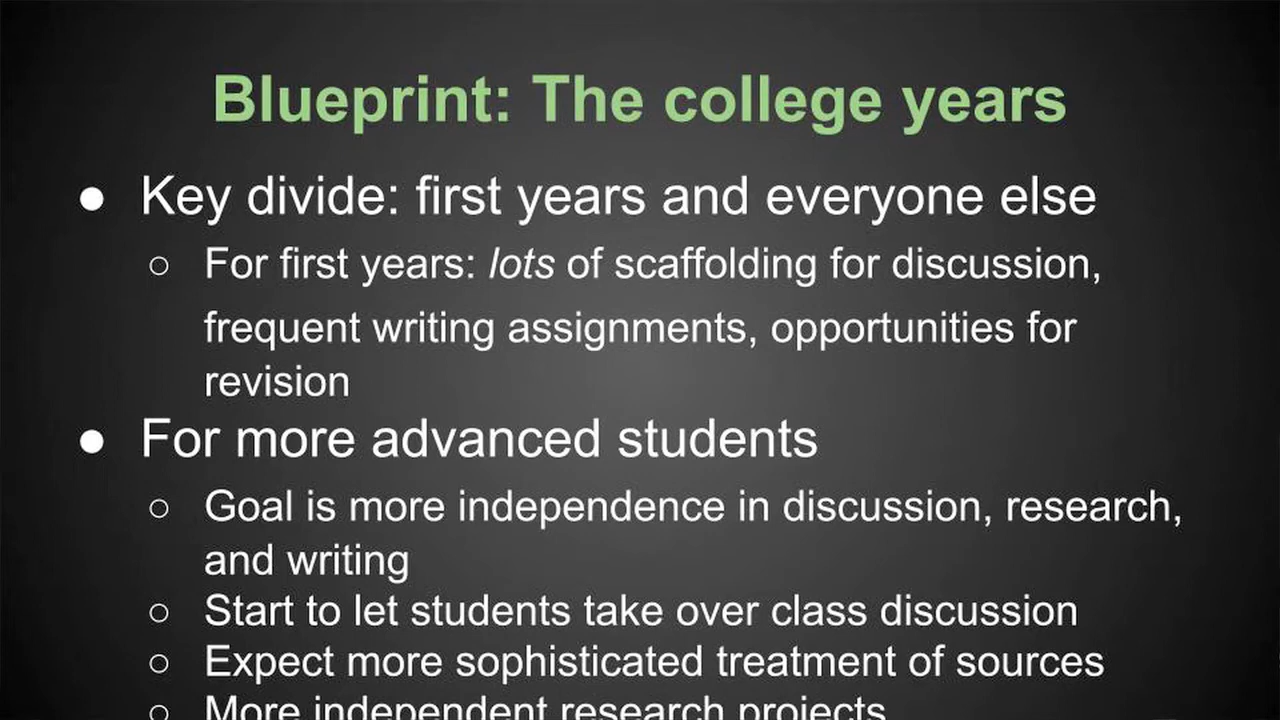 Blueprint: The college years
● Key divide: first years and everyone else
○ For first years: lots of scaffolding for discussion,
frequent writing assignments, opportunities for
revision
● For more advanced students
○ Goal is more independence in discussion, research,
and writing
○ Start to let students take over class discussion
○ Expect more sophisticated treatment of sources
○ More independent research projects